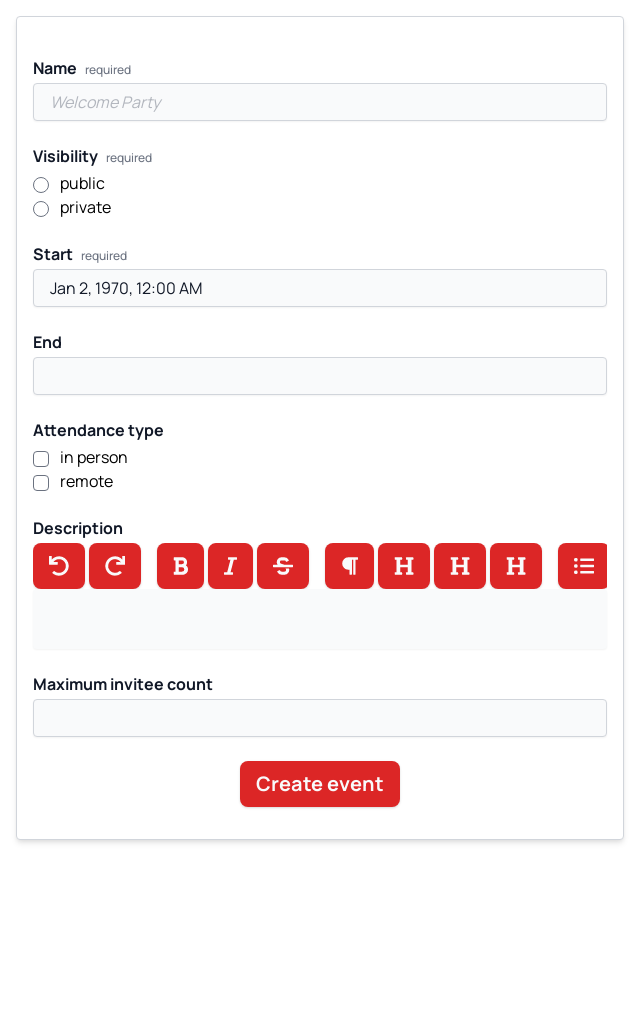 Name required
Welcome Party
Visibility required
public
private
Start required
Jan 2, 1970, 12:00 AM
End
Attendance type
in person
remote
Description
B I S ¶ H H H
Maximum invitee count
Create event